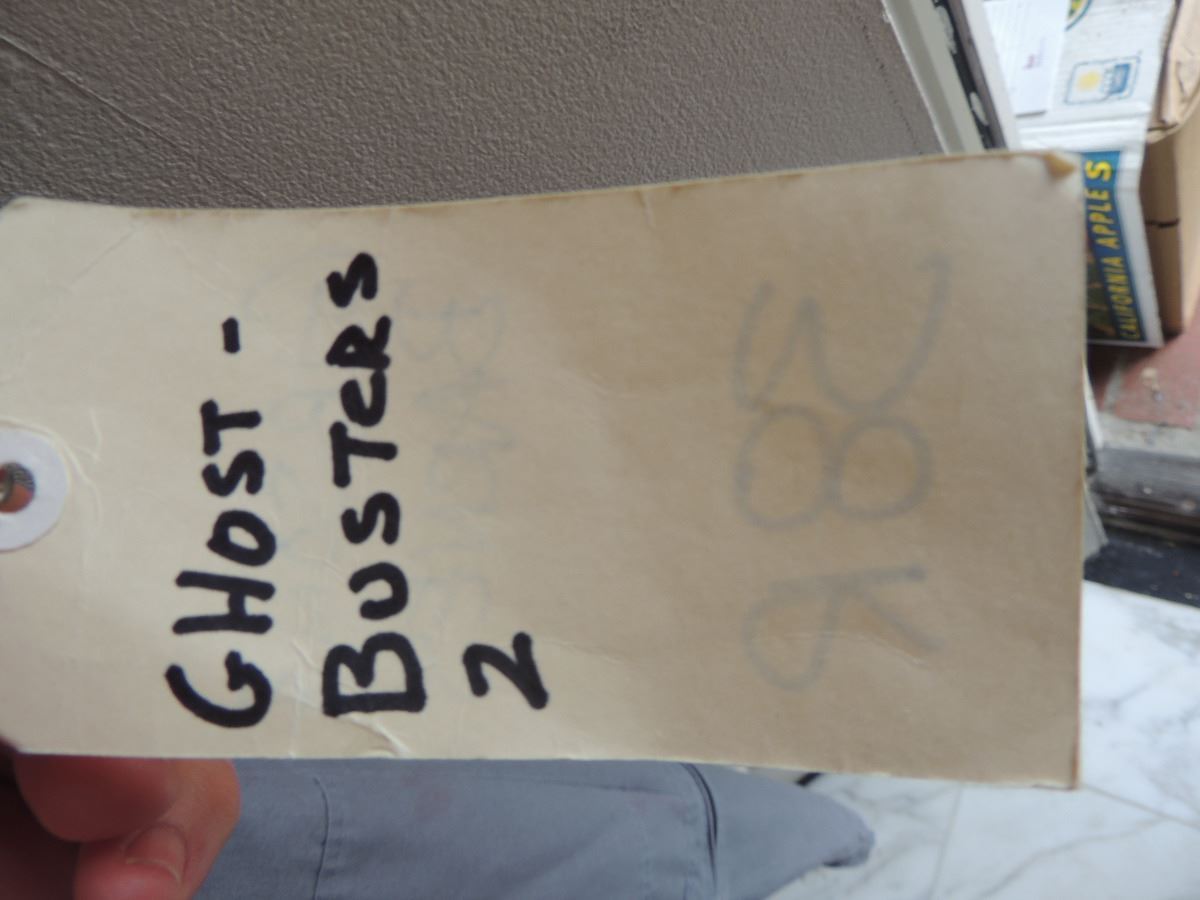 GHOST -
BUSTERS
2
CALIFORNIA APPLES